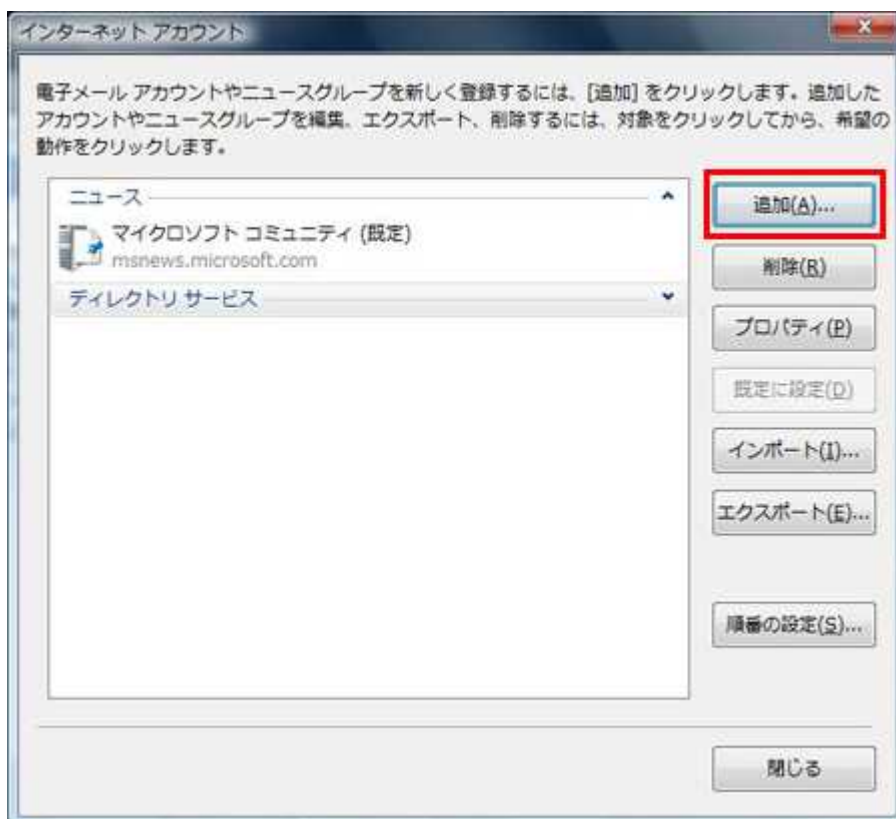 インターネット アカウント
電子メール アカウントやニュースグループを新しく登録するには、[追加] をクリックします。追加した
アカウントやニュースグループを編集、エクスポート、削除するには、対象をクリックしてから、希望の
動作をクリックします。
ニュース
マイクロソフト コミュニティ (既定)
msnews.microsoft.com
ディレクトリ サービス
追加(A)...
削除(R)
プロパティ(P)
既定に設定(D)
インポート(I)...
エクスポート(E)...
順番の設定(S)...
閉じる